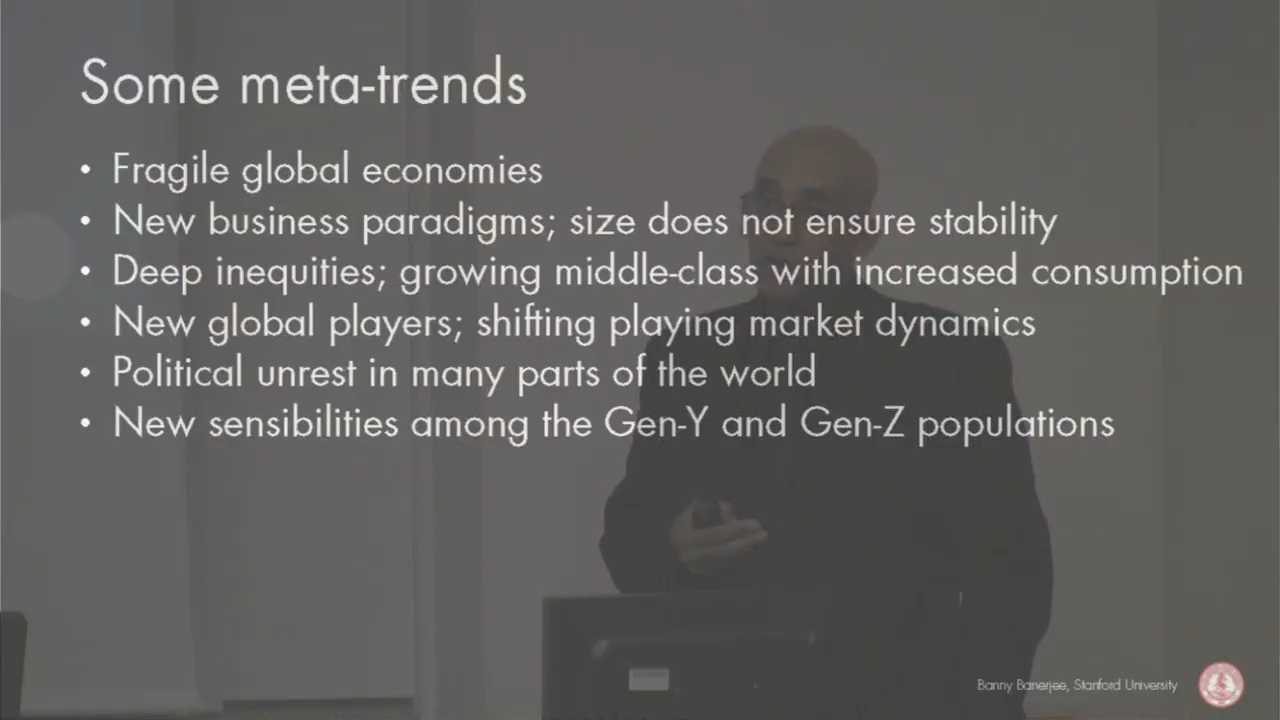 Some meta-trends
• Fragile global economies
• New business paradigms; size does not ensure stability
• Deep inequities; growing middle-class with increased consumption
• New global players; shifting playing market dynamics
• Political unrest in many parts of the world
• New sensibilities among the Gen-Y and Gen-Z populations
Banny Banerjee, Stanford University